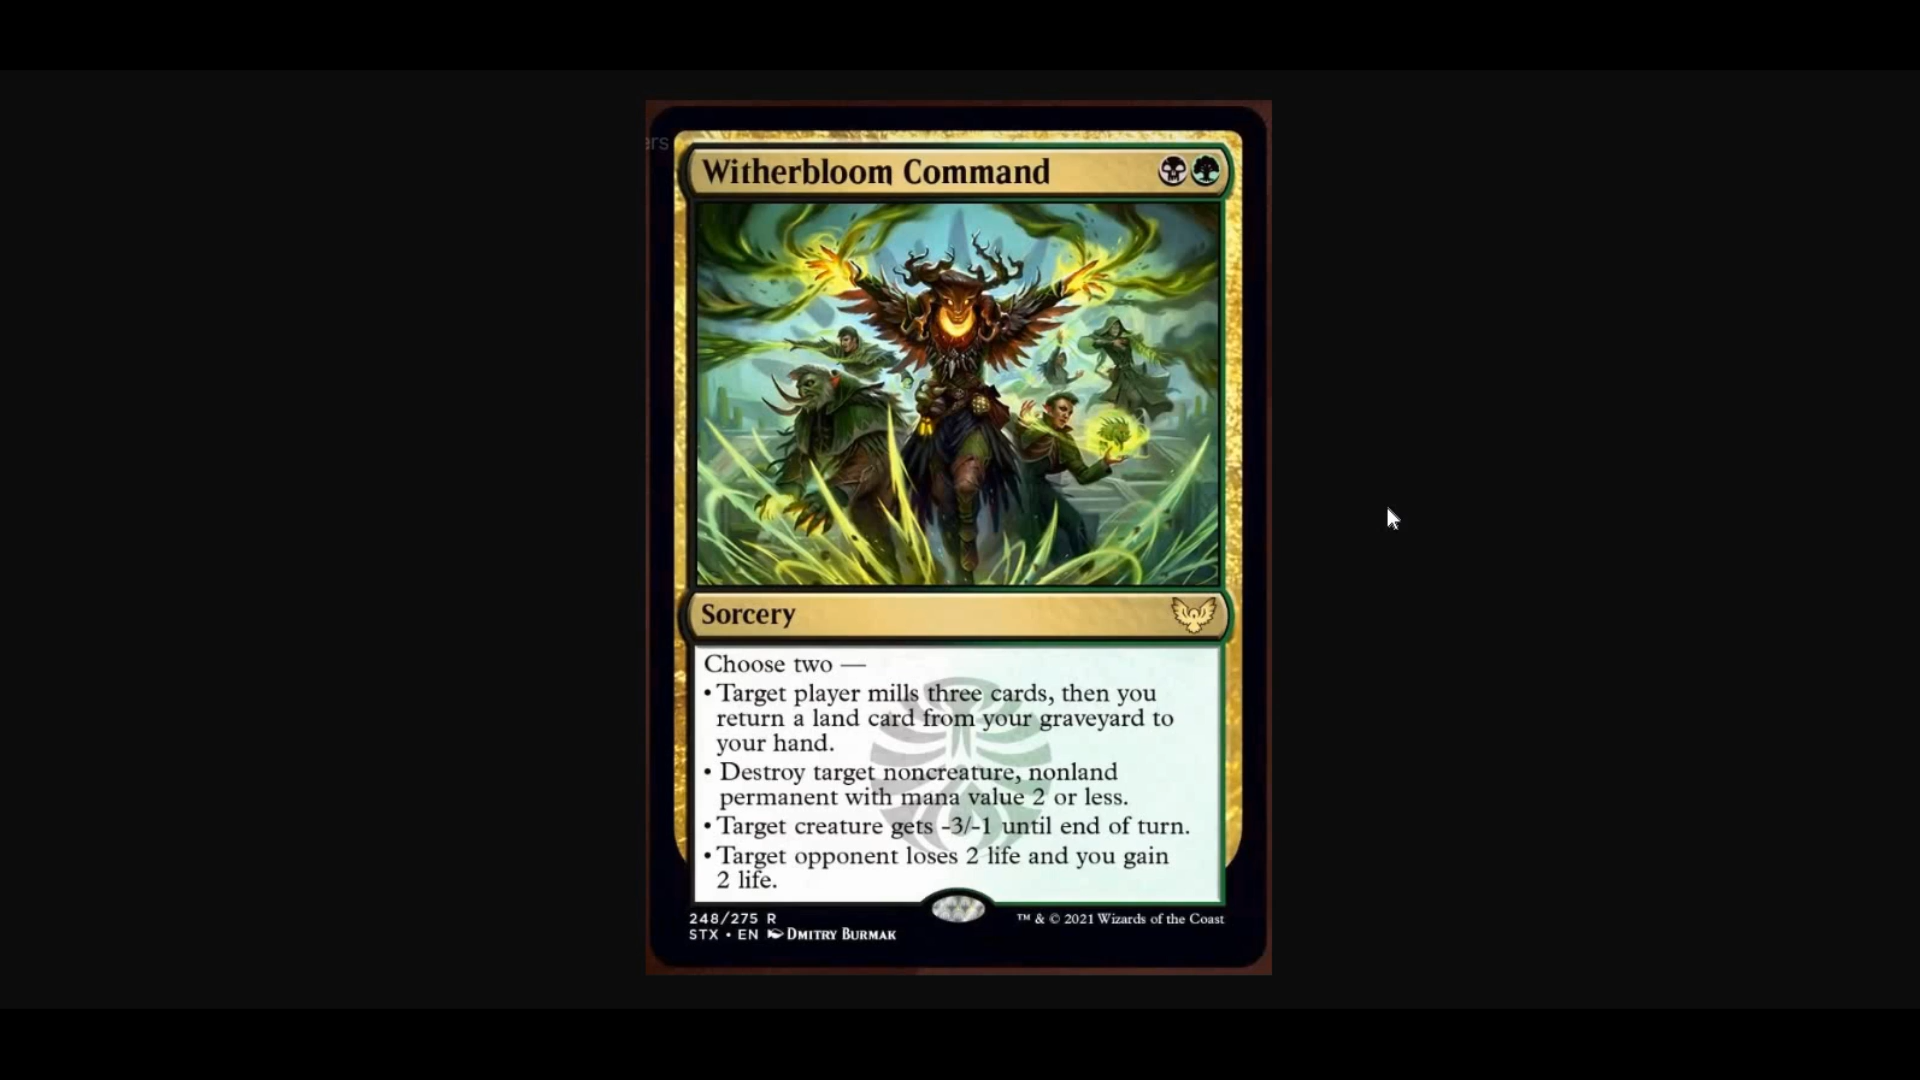 ers
Witherbloom Command
Sorcery
Choose two —
• Target player mills three cards, then you
return a land card from your graveyard to
your hand.
• Destroy target noncreature, nonland
permanent with mana value 2 or less.
• Target creature gets -3/-1 until end of turn.
• Target opponent loses 2 life and you gain
2 life.
248/275 R
STX • EN DMITRY BURMAK
™ & © 2021 Wizards of the Coast